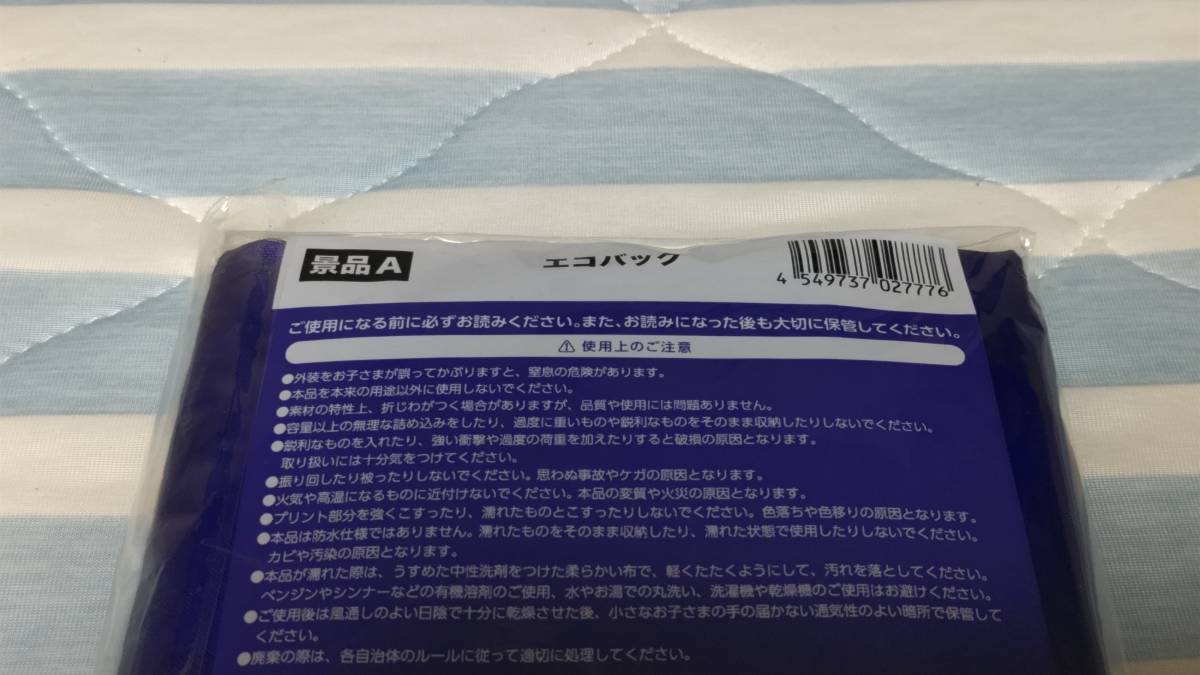 景品A
エコバック
4 549737 027776
ご使用になる前に必ずお読みください。また、お読みになった後も大切に保管してください。
⚠ 使用上のご注意
●外装をお子さまが誤ってかぶりますと、窒息の危険があります。
●本品を本来の用途以外に使用しないでください。
●素材の特性上、折じわがつく場合がありますが、品質や使用には問題ありません。
●容量以上の無理な詰め込みをしたり、過度に重いものや鋭利なものをそのまま収納したりしないでください。
●鋭利なものを入れたり、強い衝撃や過度の荷重を加えたりすると破損の原因となります。
取り扱いには十分気をつけてください。
●振り回したり被ったりしないでください。思わぬ事故やケガの原因となります。
●火気や高温になるものに近付けないでください。本品の変質や火災の原因となります。
●プリント部分を強くこすったり、濡れたものとこすったりしないでください。色落ちや色移りの原因となります。
●本品は防水仕様ではありません。濡れたものをそのまま収納したり、濡れた状態で使用したりしないでください。
カビや汚染の原因となります。
●本品が濡れた際は、うすめた中性洗剤をつけた柔らかい布で、軽くたたくようにして、汚れを落としてください。
ベンジンやシンナーなどの有機溶剤のご使用、水やお湯での丸洗い、洗濯機や乾燥機のご使用はお避けください。
●ご使用後は風通しのよい日陰で十分に乾燥させた後、小さなお子さまの手の届かない通気性のよい暗所で保管して
ください。
●廃棄の際は、各自治体のルールに従って適切に処理してください。